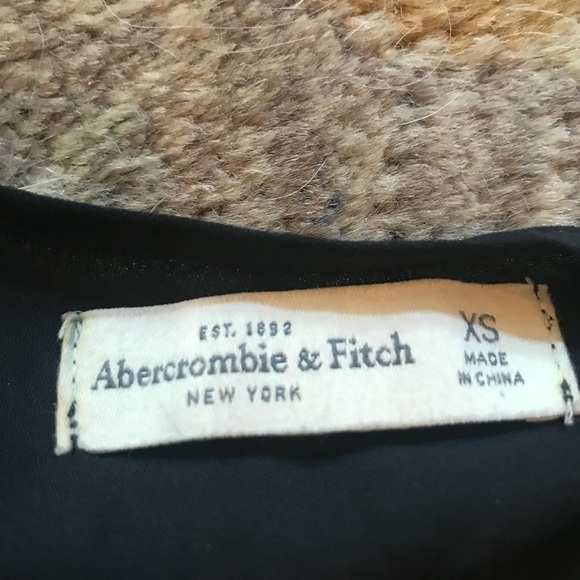 EST. 1892
Abercrombie & Fitch
NEW YORK
XS
MADE
IN CHINA